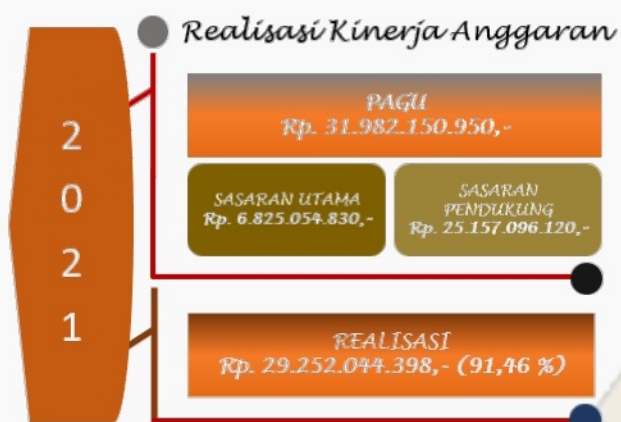 Realisasi Kinerja Anggaran
2
0
2
1
PAGU
Rp. 31.982.150.950,-
SASARAN UTAMA
Rp. 6.825.054.830,-
SASARAN
PENDUKUNG
Rp. 25.157.096.120,-
REALISASI
Rp. 29.252.044.398,- (91,46 %)